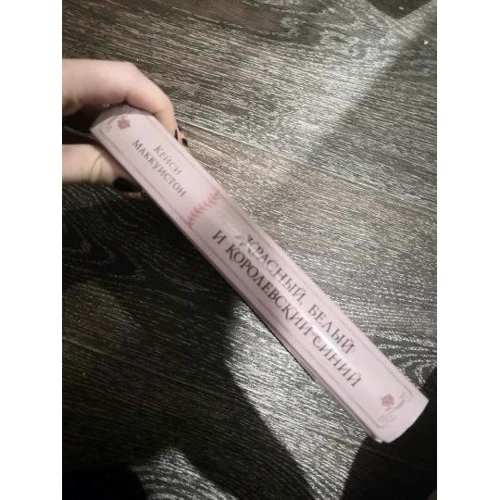 КЕЙСИ
МАККУИСТОН
КРАСНЫЙ, БЕЛЫЙ
И КОРОЛЕВСКИЙ СИНИЙ